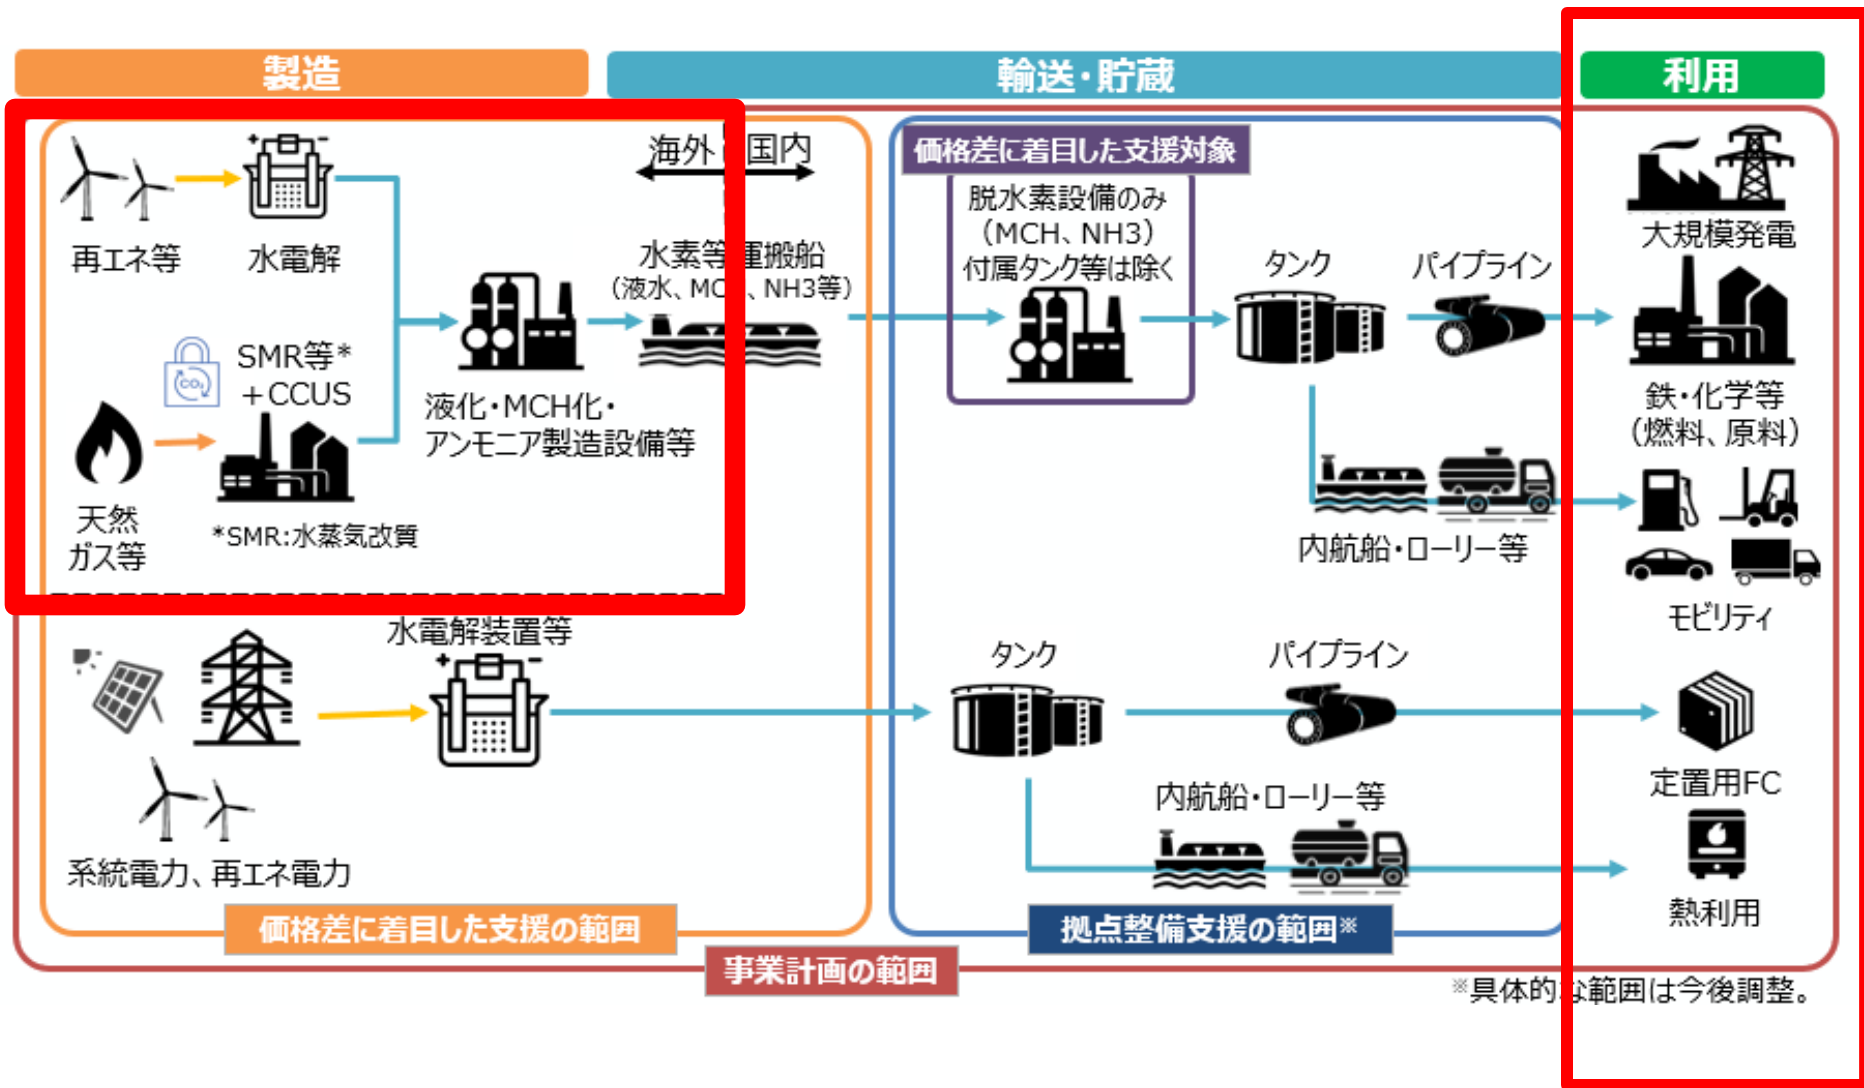 製造
輸送・貯蔵
利用
海外 国内
再エネ等
水電解
水素等運搬船
（液水、MCH、NH3等）
SMR等*
＋CCUS
液化・MCH化・
アンモニア製造設備等
天然
ガス等
*SMR:水蒸気改質
価格差に着目した支援対象
脱水素設備のみ
（MCH、NH3）
付属タンク等は除く
タンク
パイプライン
内航船・ローリー等
大規模発電
鉄・化学等
（燃料、原料）
モビリティ
水電解装置等
系統電力、再エネ電力
タンク
パイプライン
内航船・ローリー等
定置用FC
熱利用
価格差に着目した支援の範囲
拠点整備支援の範囲※
事業計画の範囲
※具体的な範囲は今後調整。